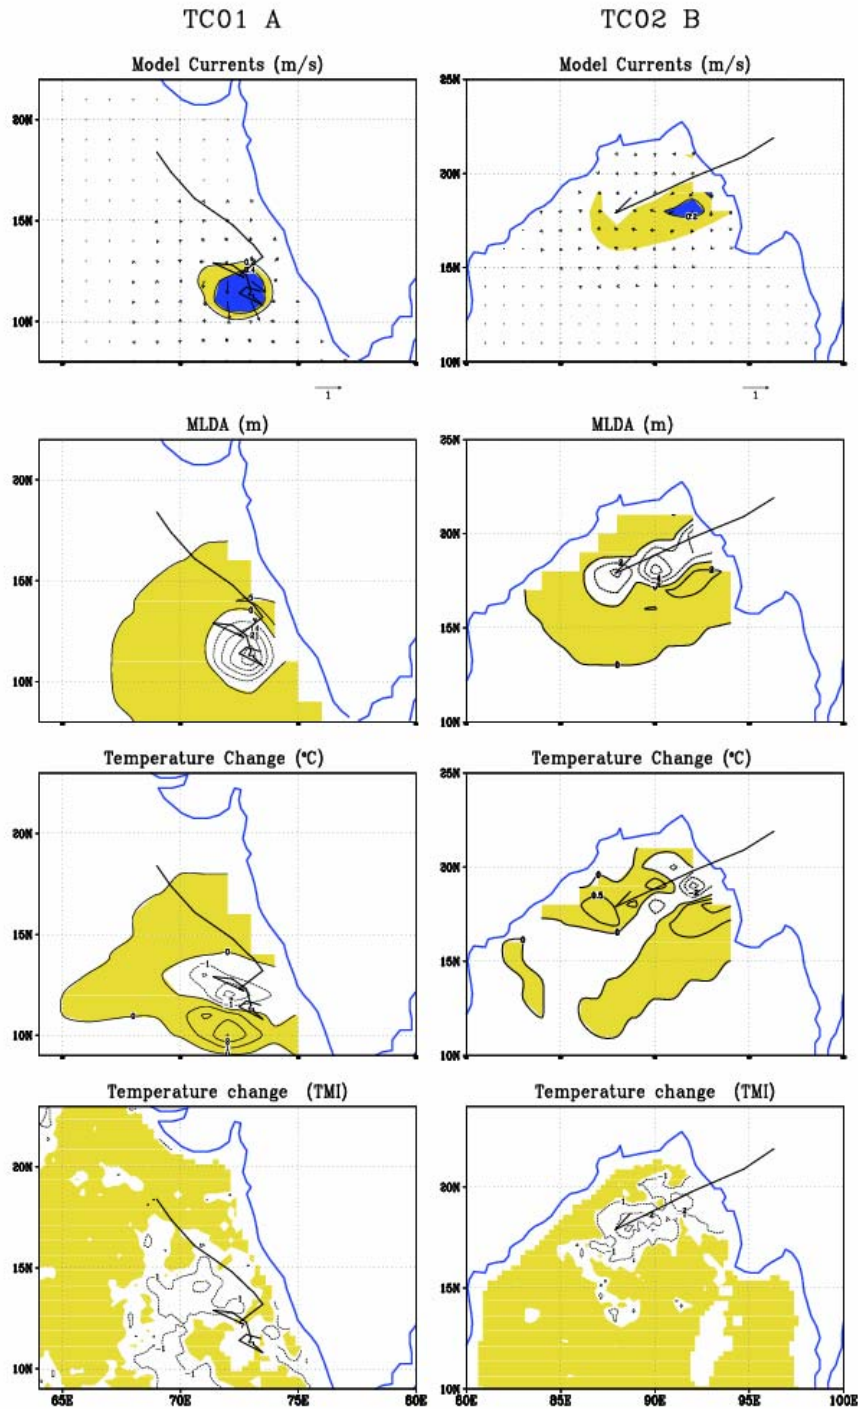 TC01 A
TC02 B
Model Currents (m/s)
Model Currents (m/s)
20N
15N
10N
25N
20N
15N
10N
1
1
MLDA (m)
MLDA (m)
20N
15N
10N
25N
20N
15N
10N
Temperature Change (°C)
Temperature Change (°C)
20N
15N
10N
25N
20N
15N
10N
Temperature change (TMI)
Temperature change (TMI)
20N
15N
10N
20N
15N
10N
65E 70E 75E 80E
80E 85E 90E 95E 100E